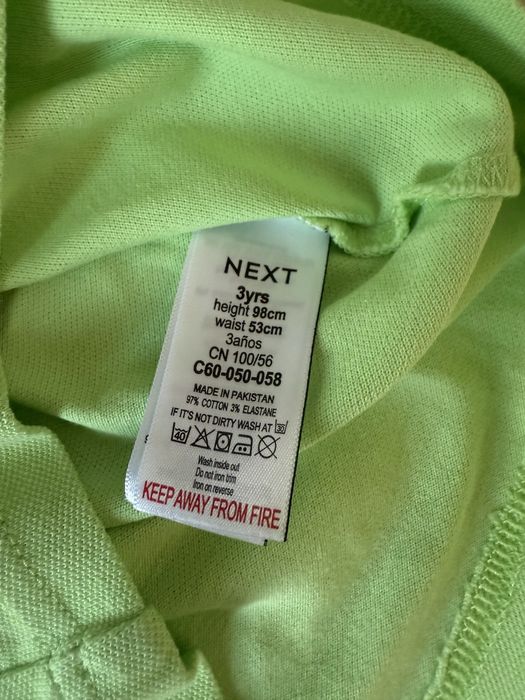 NEXT
3yrs
height 98cm
waist 53cm
3años
CN 100/56
C60-050-058
MADE IN PAKISTAN
97% COTTON 3% ELASTANE
IF IT'S NOT DIRTY WASH AT 30
40
Wash inside out
Do not iron trim
Iron on reverse
KEEP AWAY FROM FIRE